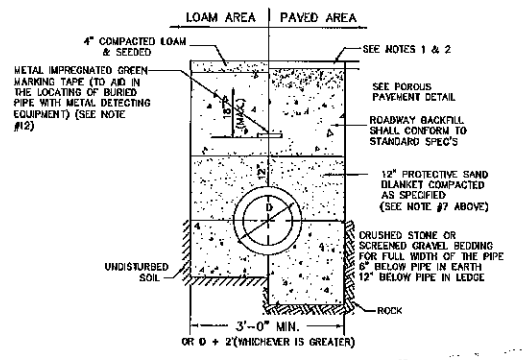 LOAM AREA
PAVED AREA
4" COMPACTED LOAM
& SEEDED
SEE NOTES 1 & 2
METAL IMPREGNATED GREEN
MARKING TAPE (TO AID IN
THE LOCATING OF BURIED
PIPE WITH METAL DETECTING
EQUIPMENT) (SEE NOTE
#12)
18"
(MAX.)
SEE POROUS
PAVEMENT DETAIL
ROADWAY BACKFILL
SHALL CONFORM TO
STANDARD SPEC'S
12"
12" PROTECTIVE SAND
BLANKET COMPACTED
AS SPECIFIED
(SEE NOTE #7 ABOVE)
D
CRUSHED STONE OR
SCREENED GRAVEL BEDDING
FOR FULL WIDTH OF THE PIPE
6" BELOW PIPE IN EARTH
12" BELOW PIPE IN LEDGE
UNDISTURBED
SOIL
ROCK
3'-0" MIN.
OR D + 2'(WHICHEVER IS GREATER)